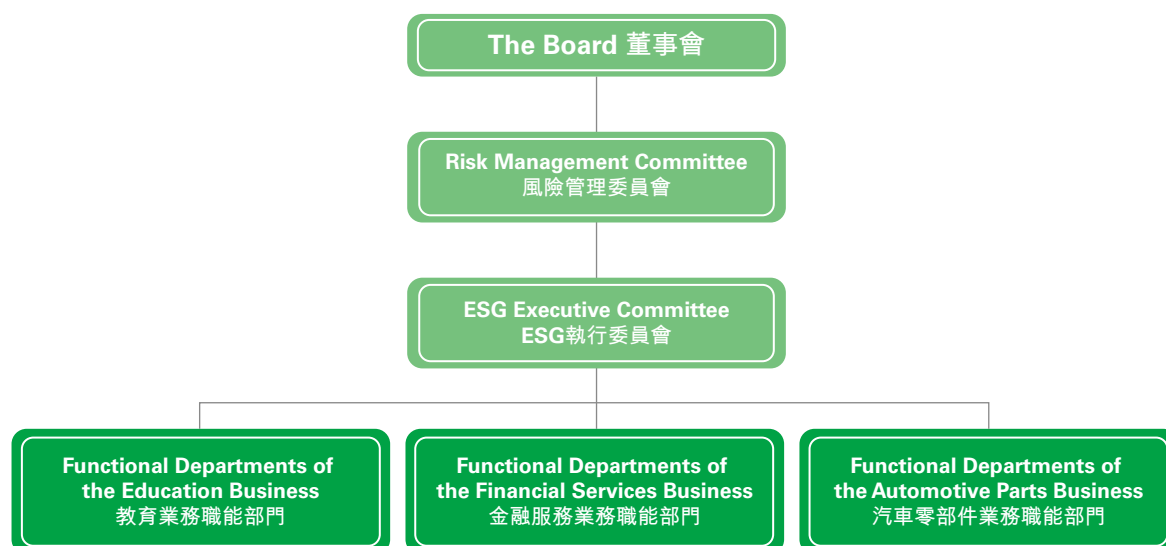 The Board 董事會
Risk Management Committee
風險管理委員會
ESG Executive Committee
ESG執行委員會
Functional Departments of
the Education Business
教育業務職能部門
Functional Departments of
the Financial Services Business
金融服務業務職能部門
Functional Departments of
the Automotive Parts Business
汽車零部件業務職能部門